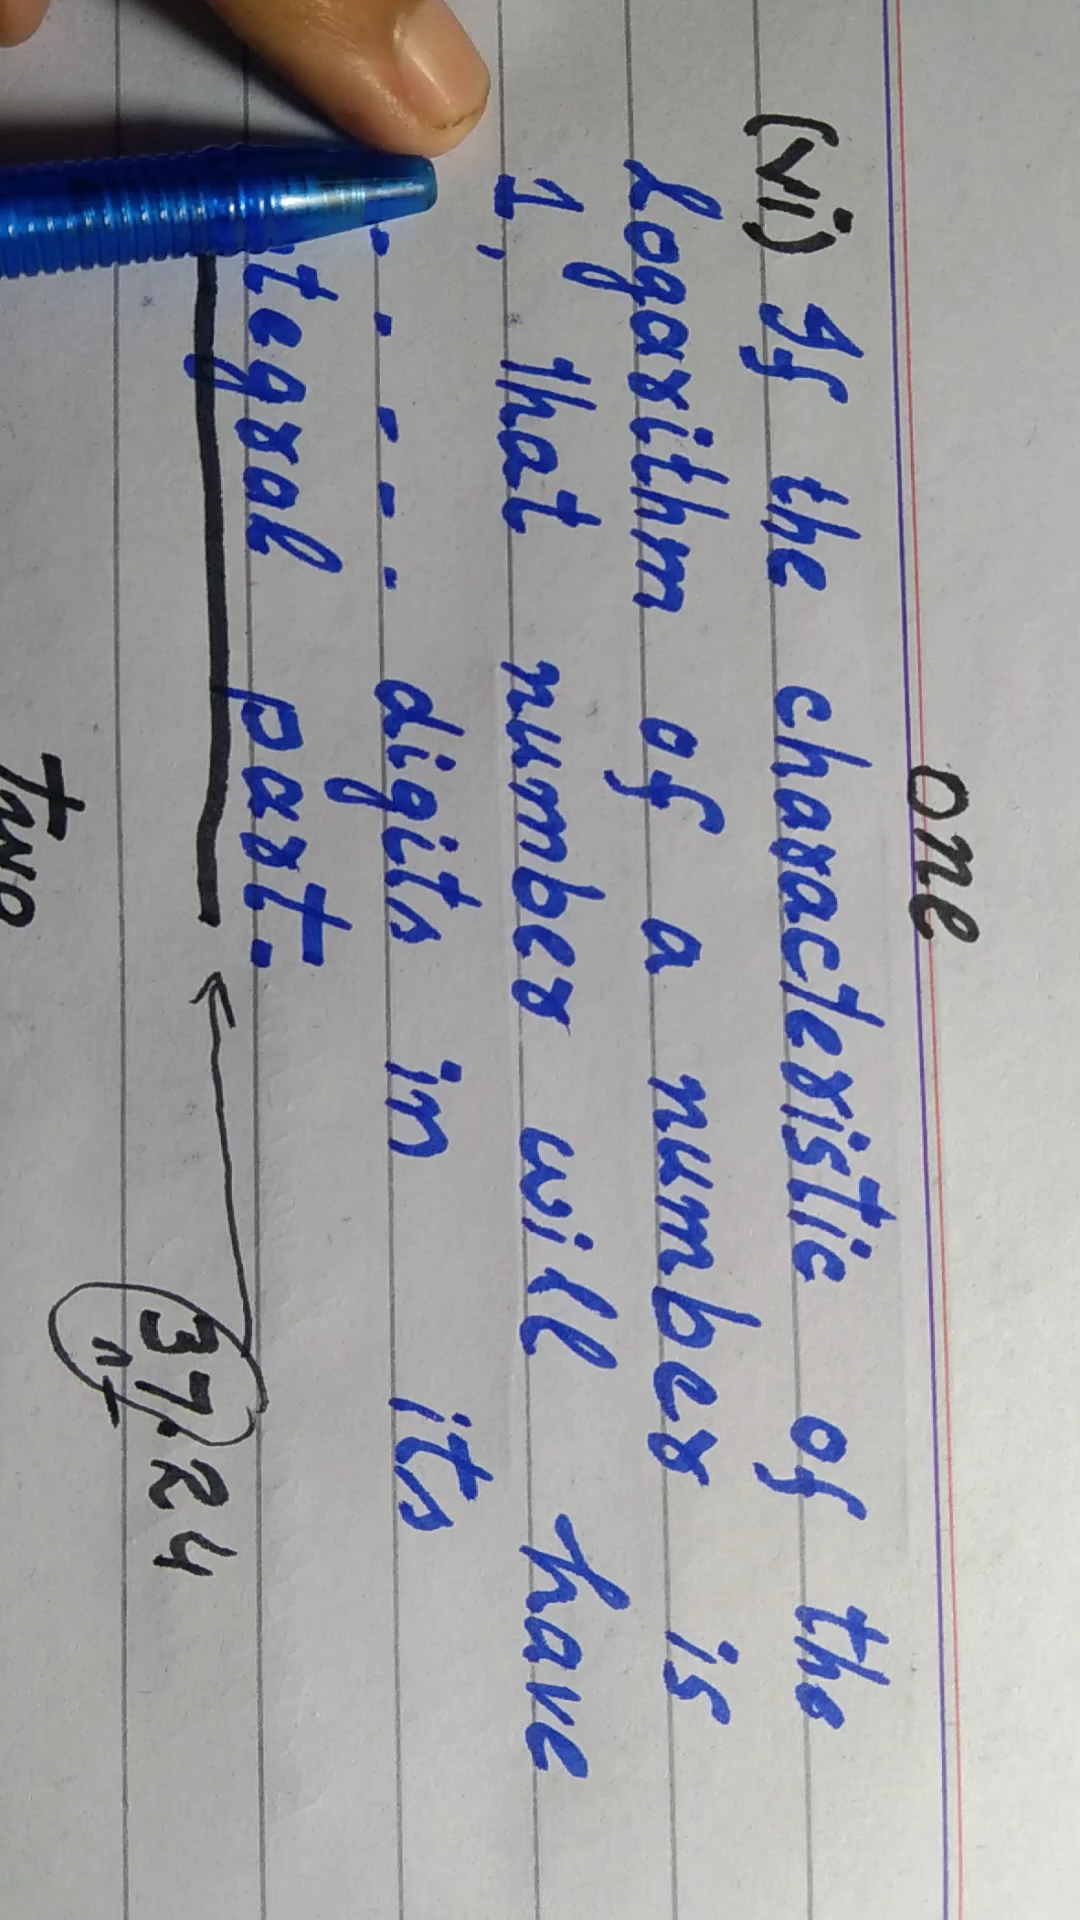 one
(vi) If the characteristic of the
logarithm of a number is
1, that number will have
- - - - - digits in its
tegral part.
37.24
two